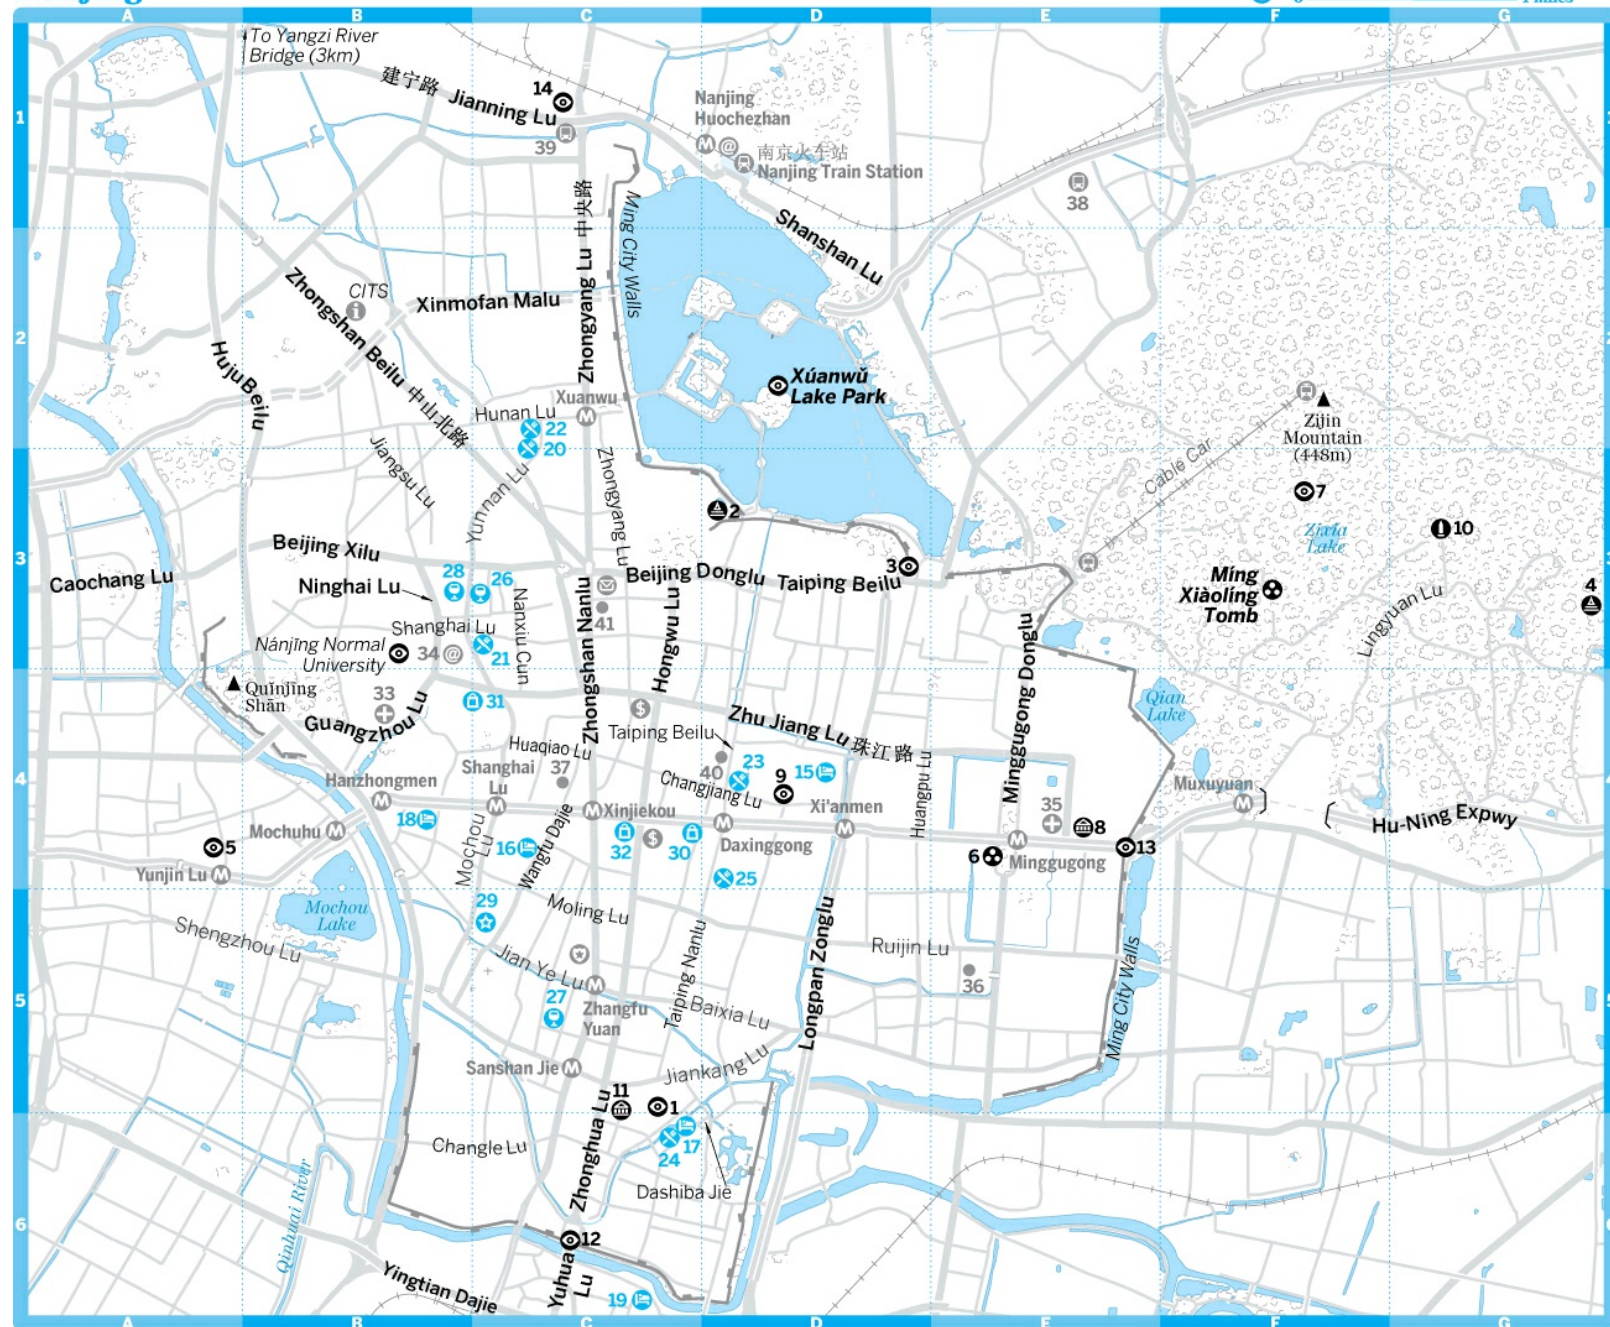 A B C D E F G
To Yangzi River
Bridge (3km)
建宁路 Jianning Lu
14
39
1
Nanjing
Huochezhan
南京火车站
Nanjing Train Station
38
Ming City Walls
Zhongyang Lu 中央路
Shanshan Lu
CITS
Xinmofan Malu
Zhongshan Beilu 中山北路
2
Huju Beilu
Xúanwǔ
Lake Park
Xuanwu
Hunan Lu
22
20
Zijin
Mountain
(448m)
Cable Car
Jiangsu Lu
Yunnan Lu
Zhongyang Lu
2
7
10
Zixia
Lake
3
Beijing Xilu
Caochang Lu
Ninghai Lu
28
26
Beijing Donglu
Taiping Beilu
3
Míng
Xiàolíng
Tomb
4
Lingyuan Lu
41
Nanxiu Cun
Shanghai Lu
Nánjīng Normal
University
34
21
Zhongshan Nanlu
Hongwu Lu
Minggugong Donglu
Quǐnjīng
Shān
33
31
Guangzhou Lu
Qian
Lake
Zhu Jiang Lu 珠江路
Taiping Beilu
Huaqiao Lu
37
40
23
9
15
Changjiang Lu
Huangpu Lu
4
Hanzhongmen
Shanghai
Lu
Xinjiekou
Xi'anmen
Muxuyuan
Hu-Ning Expwy
35
8
13
18
Mochuhu
5
Yunjin Lu
Mochou
Lu
16
Wangfu Dajie
32
30
Daxinggong
6
Minggugong
25
Mochou
Lake
29
Moling Lu
Shengzhou Lu
Jian Ye Lu
Taiping Nanlu
Longpan Zonglu
Ruijin Lu
36
Ming City Walls
5
27
Zhangfu
Yuan
Baixia Lu
Sanshan Jie
Jiankang Lu
11
1
Zhonghua Lu
17
24
Changle Lu
Dashiba Jie
Qinhuai River
6
12
Yingtian Dajie
Yuhua
Lu
19
A B C D E F G